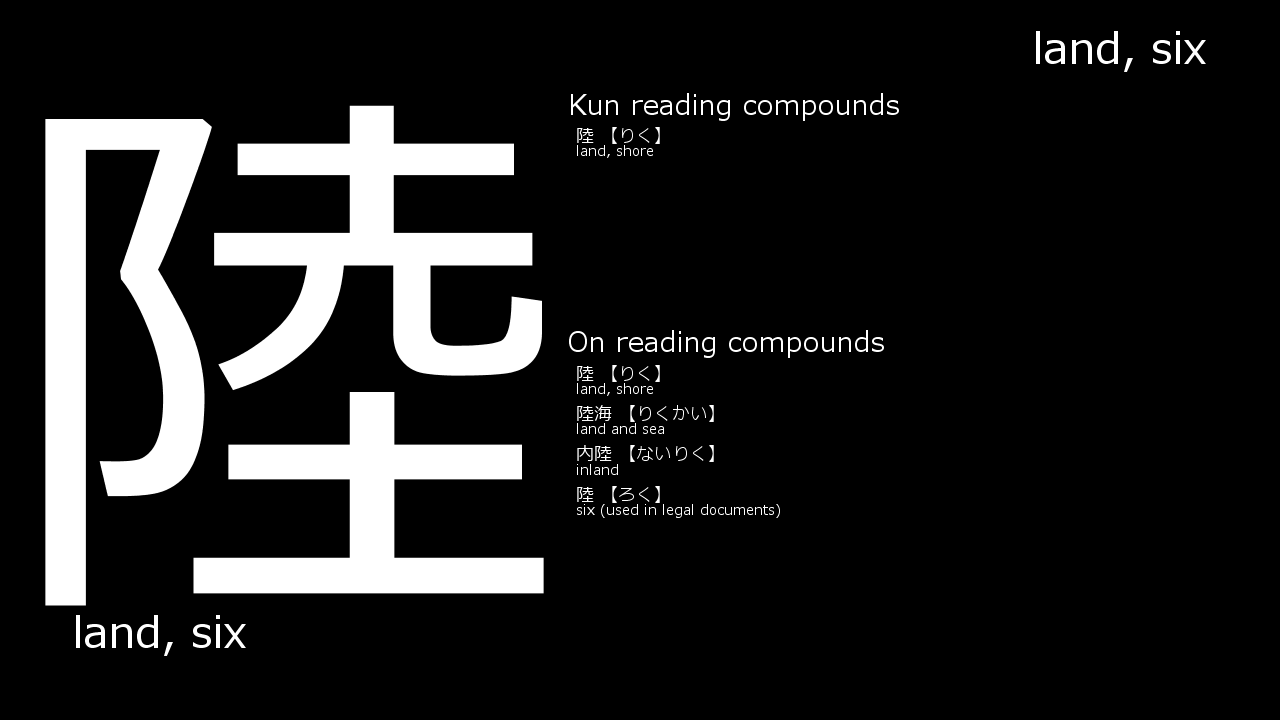 land, six
陸
land, six
Kun reading compounds
陸 【りく】
land, shore
On reading compounds
陸 【りく】
land, shore
陸海 【りくかい】
land and sea
内陸 【ないりく】
inland
陸 【ろく】
six (used in legal documents)